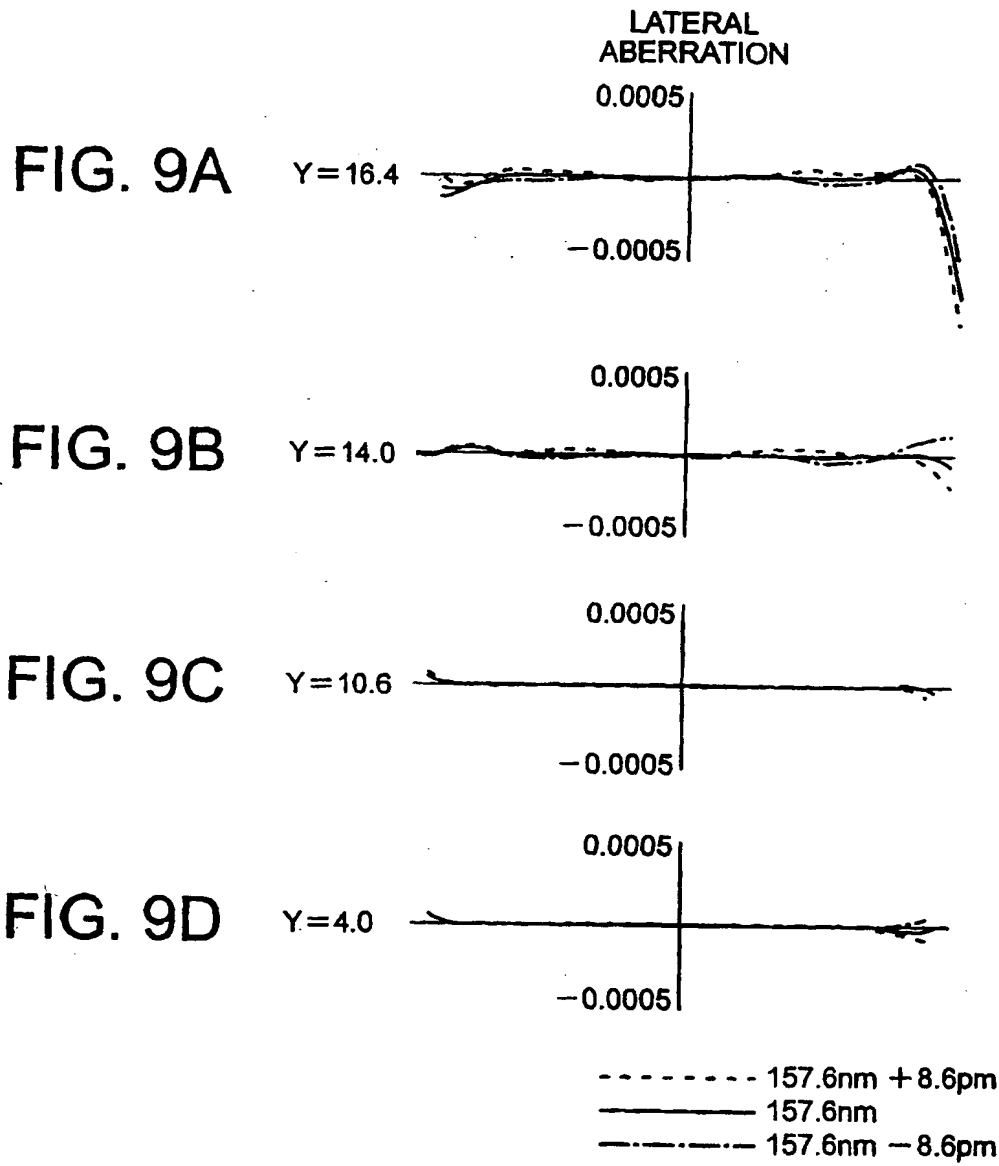 LATERAL
ABERRATION
0.0005
FIG. 9A
Y=16.4
−0.0005
0.0005
FIG. 9B
Y=14.0
−0.0005
0.0005
FIG. 9C
Y=10.6
−0.0005
0.0005
FIG. 9D
Y=4.0
−0.0005
157.6nm +8.6pm
157.6nm
157.6nm −8.6pm